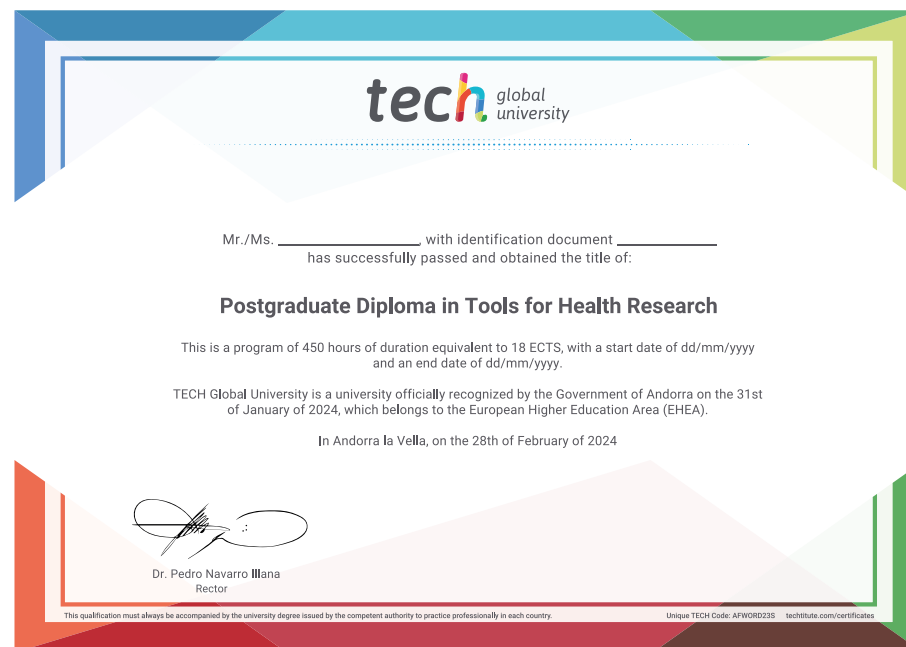 tech global university
Mr./Ms. ____________________, with identification document ______________
has successfully passed and obtained the title of:
Postgraduate Diploma in Tools for Health Research
This is a program of 450 hours of duration equivalent to 18 ECTS, with a start date of dd/mm/yyyy
and an end date of dd/mm/yyyy.
TECH Global University is a university officially recognized by the Government of Andorra on the 31st
of January of 2024, which belongs to the European Higher Education Area (EHEA).
In Andorra la Vella, on the 28th of February of 2024
Dr. Pedro Navarro Illana
Rector
This qualification must always be accompanied by the university degree issued by the competent authority to practice professionally in each country.
Unique TECH Code: AFWORD23S techtitute.com/certificates